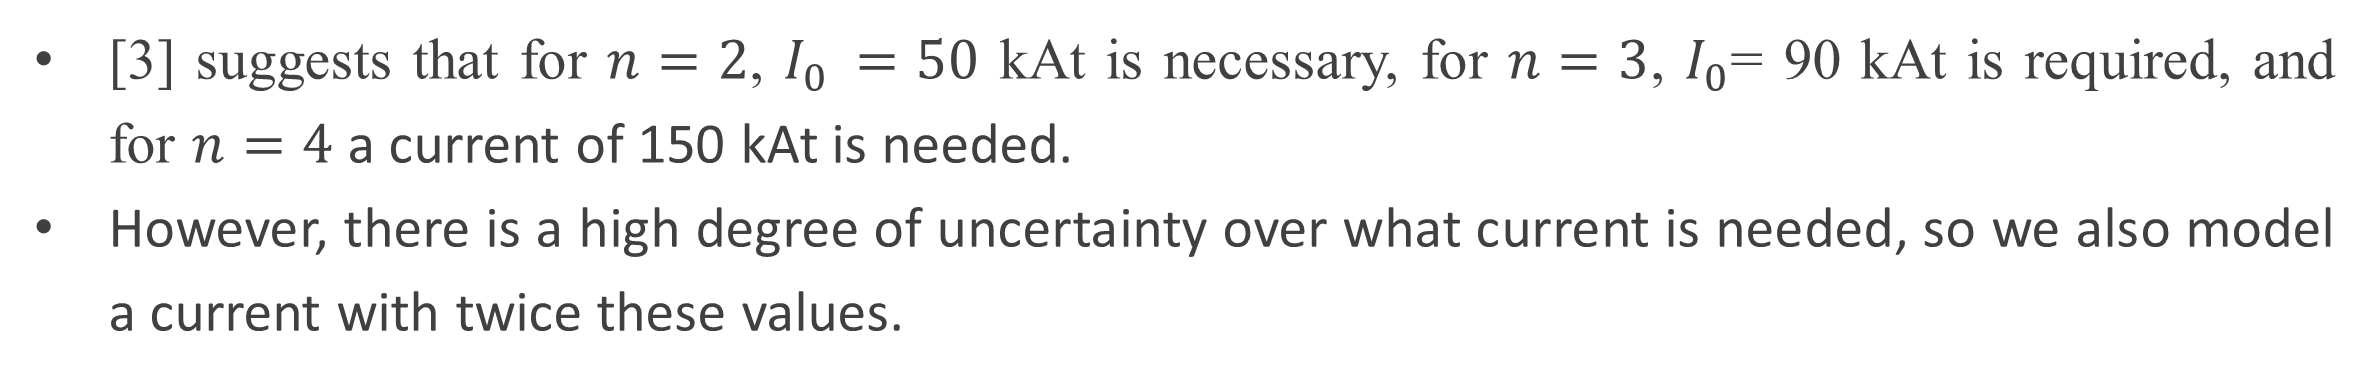 • [3] suggests that for n = 2, I₀ = 50 kAt is necessary, for n = 3, I₀= 90 kAt is required, and
for n = 4 a current of 150 kAt is needed.
• However, there is a high degree of uncertainty over what current is needed, so we also model
a current with twice these values.